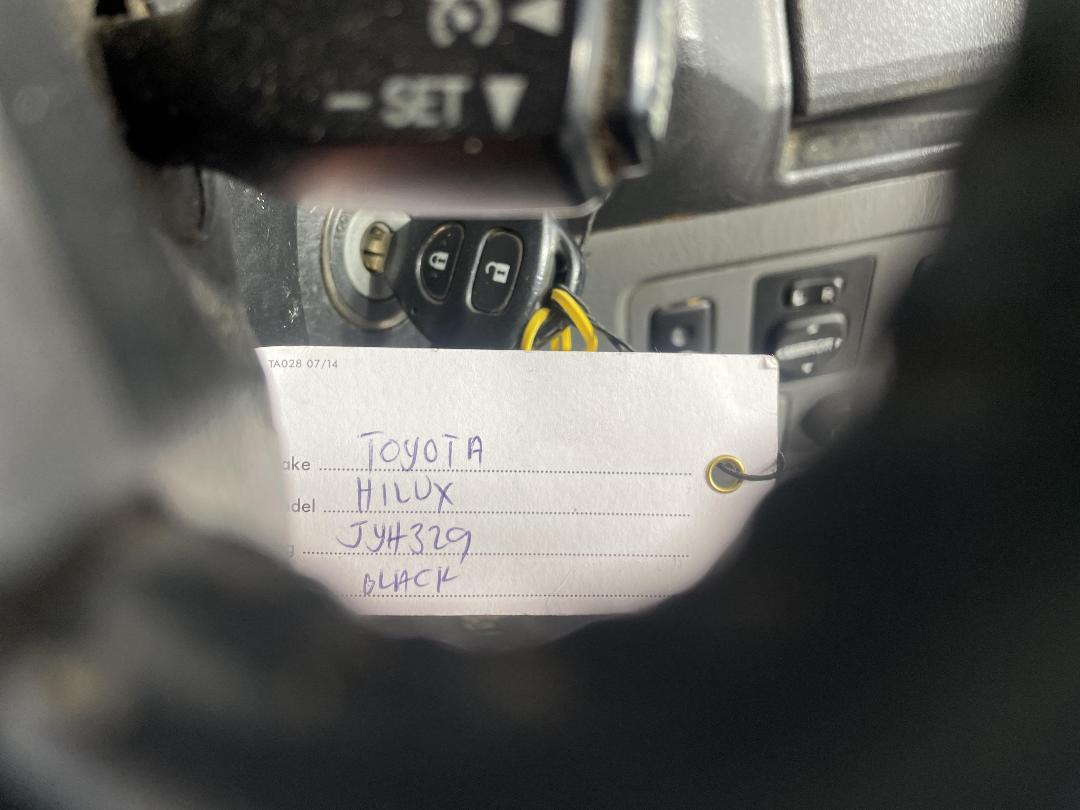 - SET ▼
TA028 07/14
ake TOYOTA
del HILUX
g JYH329
BLACK